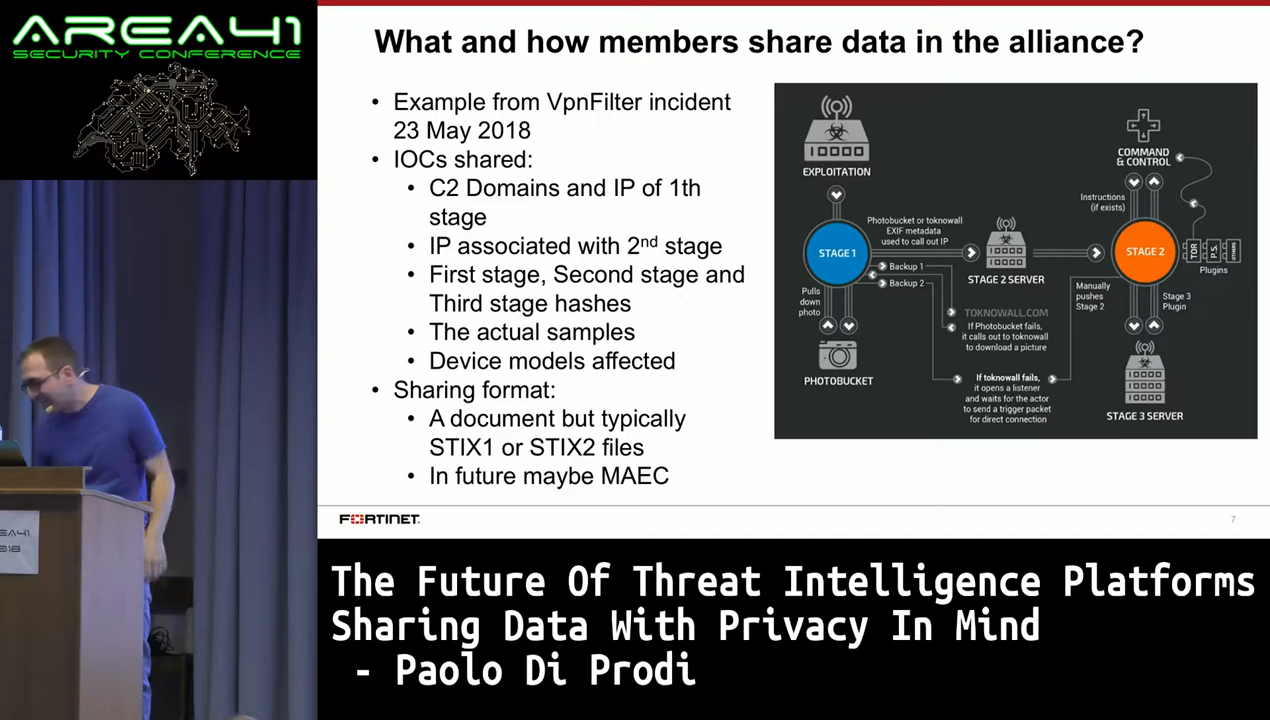 AREA41
SECURITY CONFERENCE
What and how members share data in the alliance?
• Example from VpnFilter incident
23 May 2018
• IOCs shared:
• C2 Domains and IP of 1th
stage
• IP associated with 2nd stage
• First stage, Second stage and
Third stage hashes
• The actual samples
• Device models affected
• Sharing format:
• A document but typically
STIX1 or STIX2 files
• In future maybe MAEC
EXPLOITATION
STAGE 1
Photobucket or toknowall
EXIF metadata
used to call out IP
Backup 1
Backup 2
STAGE 2 SERVER
Pulls
down
photo
PHOTOBUCKET
TOKNOWALL.COM
If Photobucket fails,
it calls out to toknowall
to download a picture
If toknowall fails,
it opens a listener
and waits for the actor
to send a trigger packet
for direct connection
COMMAND
& CONTROL
Instructions
(if exists)
STAGE 2
TOR
P.S.
OTHERS
Plugins
Manually
pushes
Stage 2
Stage 3
Plugin
STAGE 3 SERVER
FORTINET
7
The Future Of Threat Intelligence Platforms
Sharing Data With Privacy In Mind
- Paolo Di Prodi